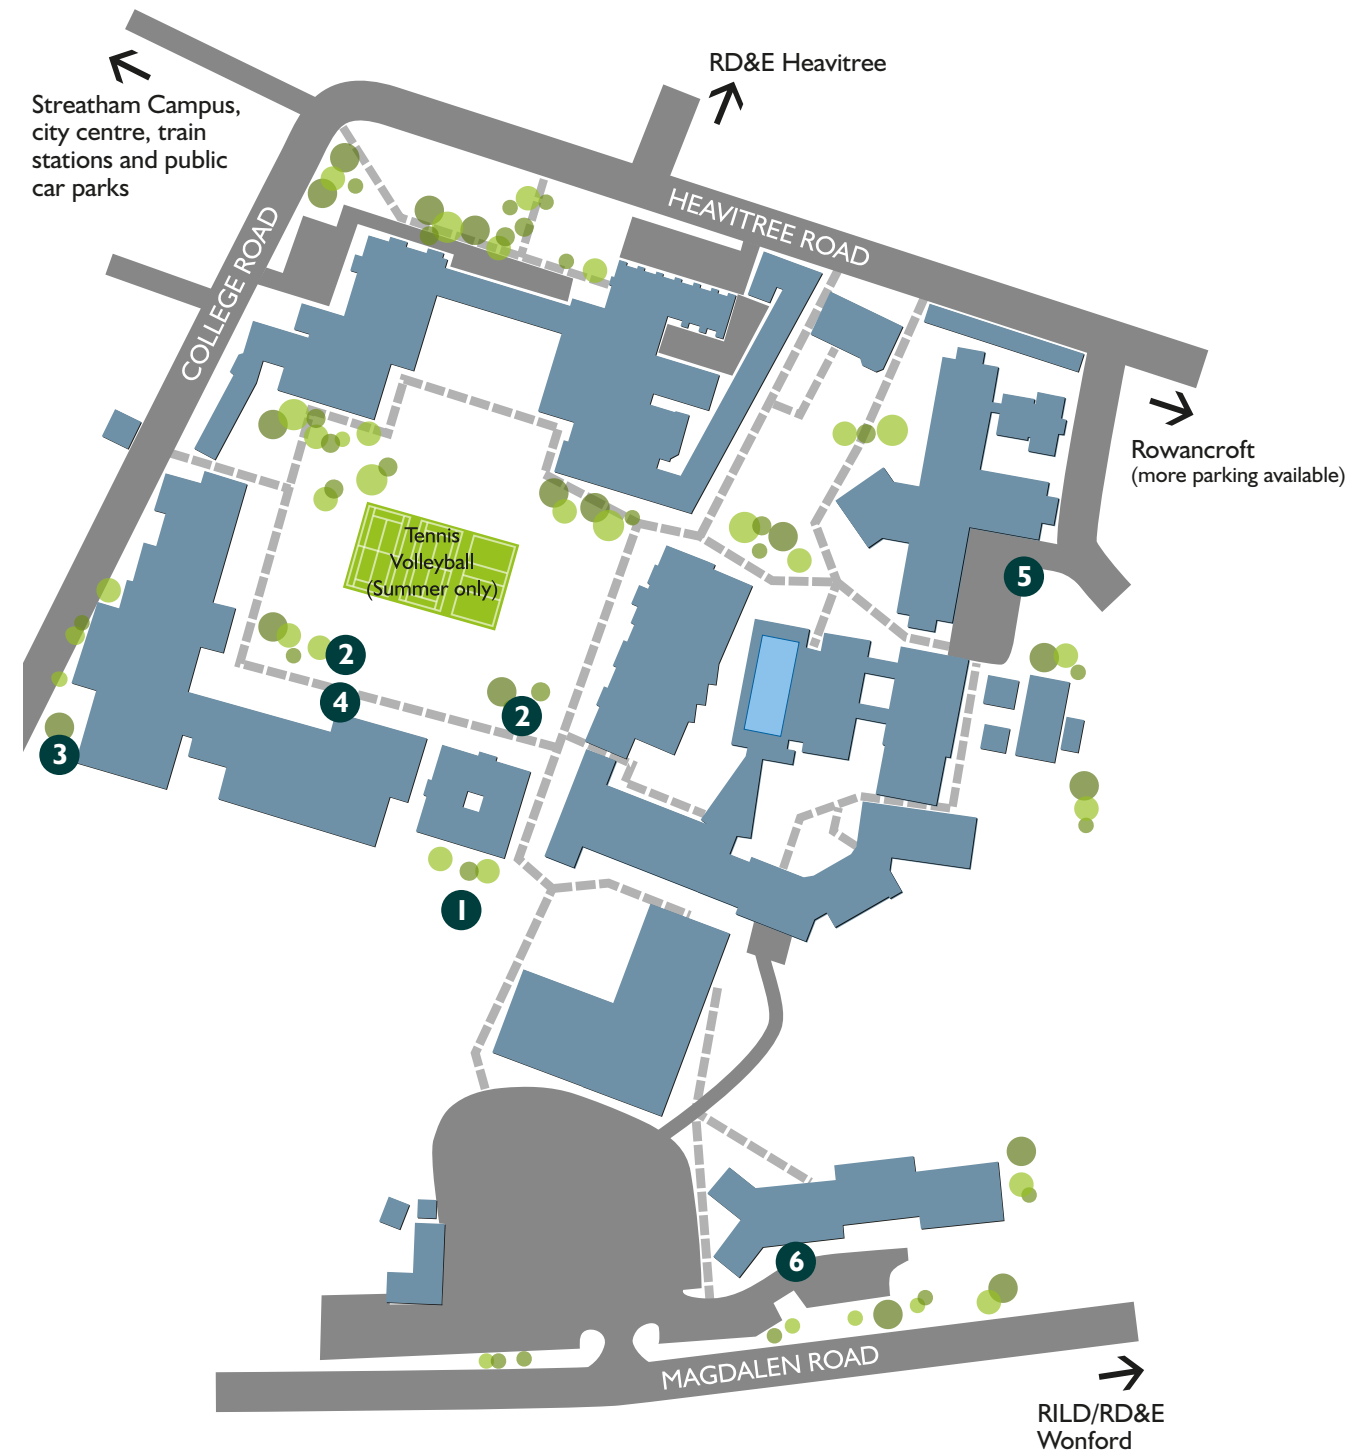 RD&E Heavitree
Streatham Campus,
city centre, train
stations and public
car parks
HEAVITREE ROAD
COLLEGE ROAD
Rowancroft
(more parking available)
Tennis
Volleyball
(Summer only)
5
2
4
2
3
1
6
MAGDALEN ROAD
RILD/RD&E
Wonford